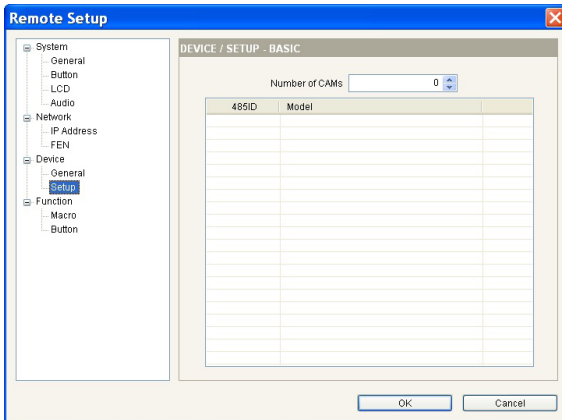 Remote Setup
System
General
Button
LCD
Audio
Network
IP Address
FEN
Device
General
Setup
Function
Macro
Button
DEVICE / SETUP - BASIC
Number of CAMs 0
485ID Model
OK Cancel